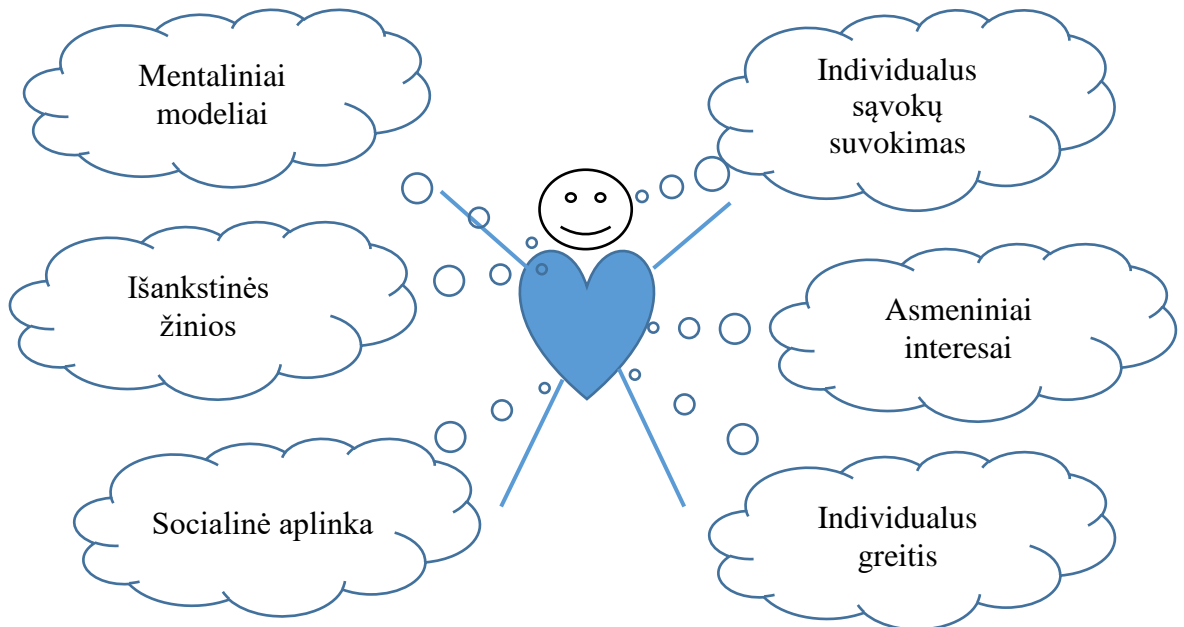 Mentaliniai
modeliai
Individualus
sąvokų
suvokimas
Išankstinės
žinios
Asmeniniai
interesai
Socialinė aplinka
Individualus
greitis